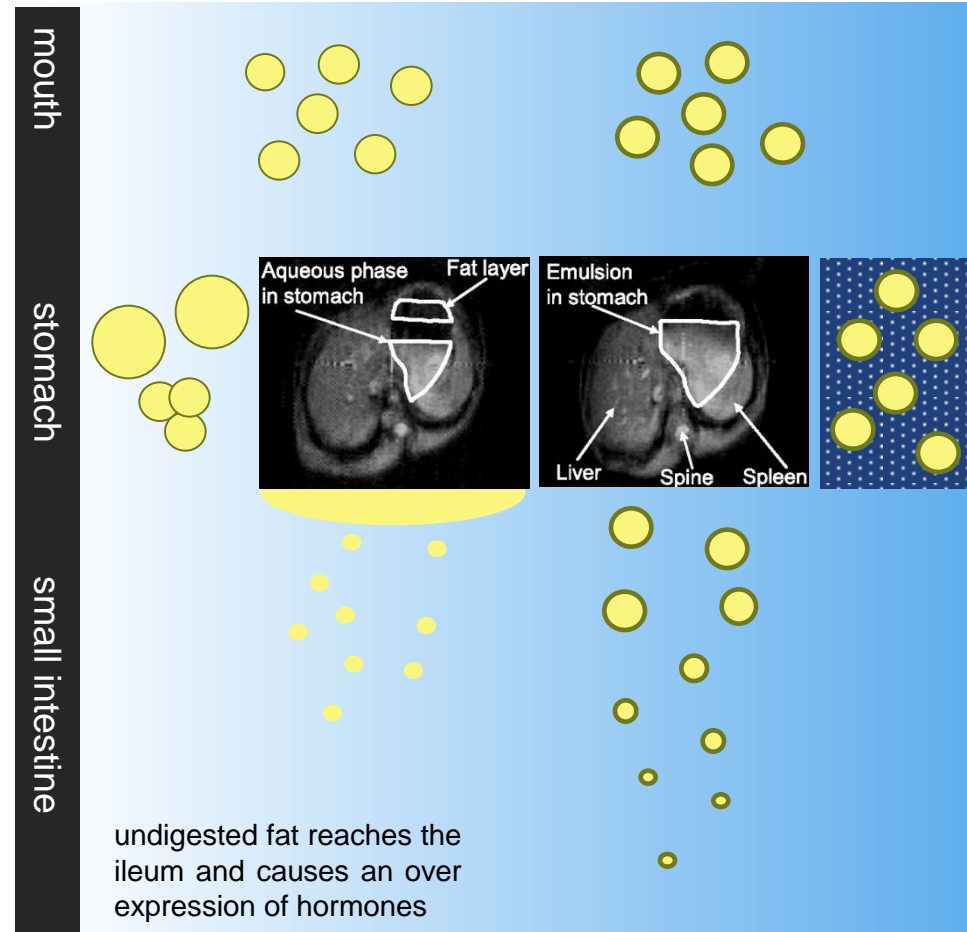 mouth
stomach
small intestine
Aqueous phase
in stomach
Fat layer
Emulsion
in stomach
Liver
Spine
Spleen
undigested fat reaches the
ileum and causes an over
expression of hormones